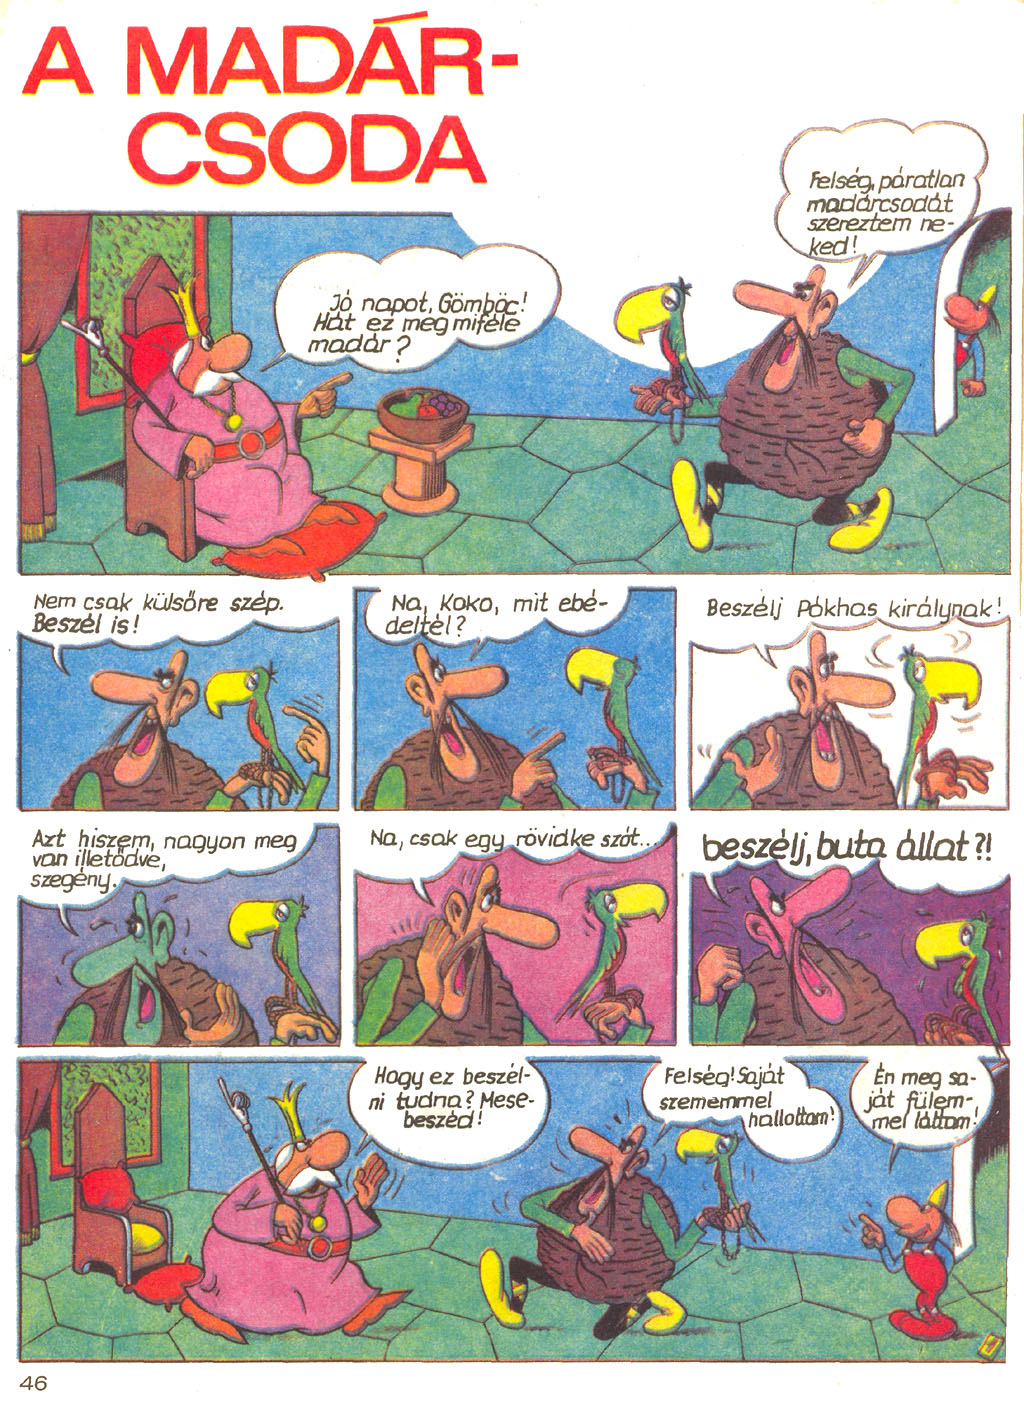 A MADÁR-
CSODA
Felség, páratlan
madárcsodát
szereztem ne-
ked!
Jó napot, Gömböc!
Hát ez meg miféle
madár?
Nem csak külsőre szép.
Beszél is!
Na, Koko, mit ebé-
deltél?
Beszélj Pókhas királynak!
Azt hiszem, nagyon meg
van illetődve,
szegény.
Na, csak egy rövidke szót...
beszélj, buta állat?!
Hogy ez beszél-
ni tudna? Mese-
beszéd!
Felség! Saját
szememmel
hallottam!
Én meg sa-
ját fülem-
mel láttam!
46